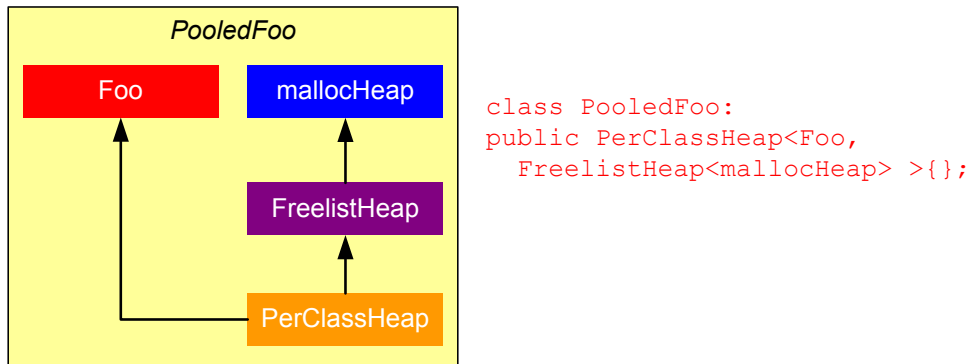 PooledFoo
Foo
mallocHeap
FreelistHeap
PerClassHeap
class PooledFoo:
public PerClassHeap<Foo,
  FreelistHeap<mallocHeap> >{};